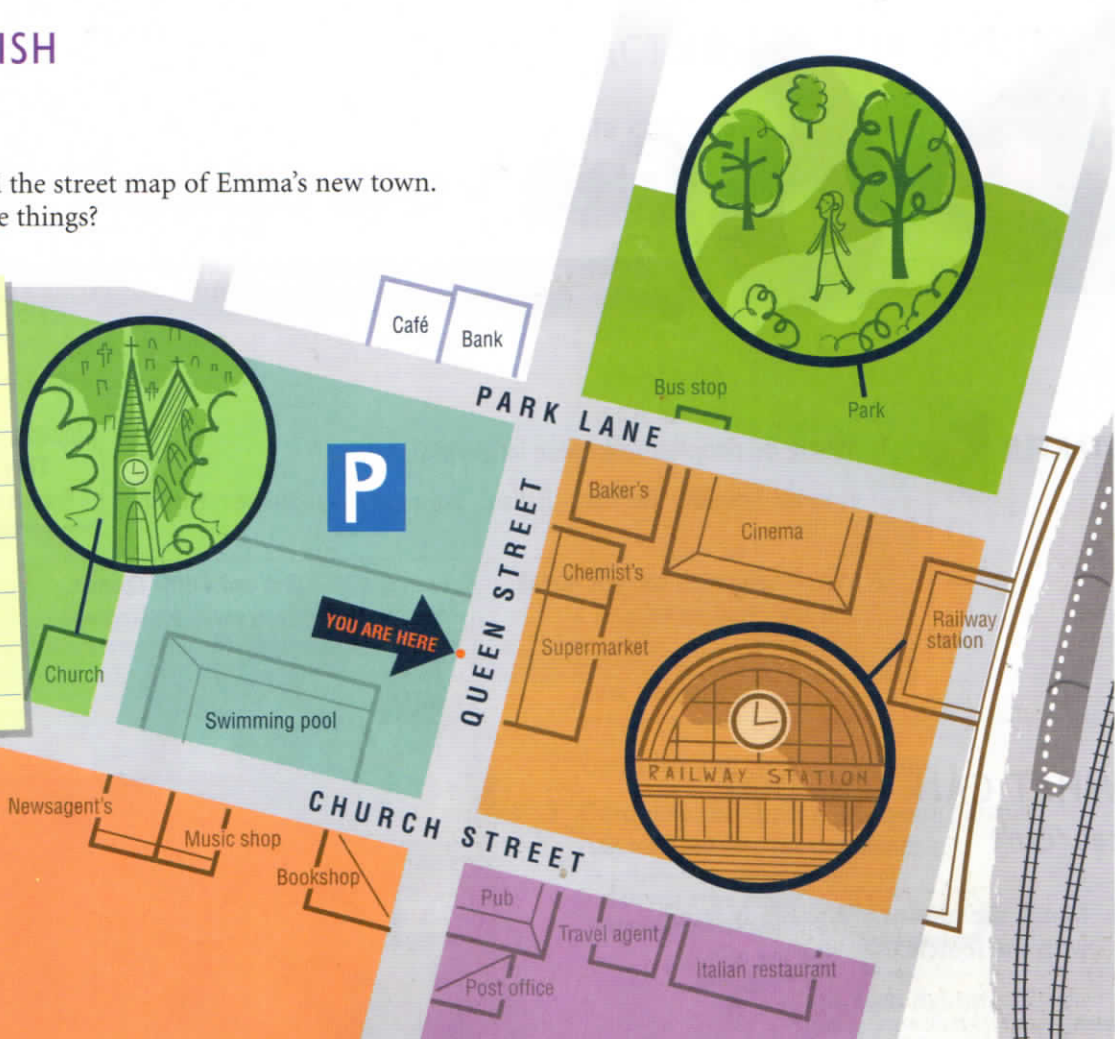 ISH
the street map of Emma's new town.
e things?
Café
Bank
PARK LANE
Bus stop
Park
P
Baker's
Cinema
QUEEN STREET
Chemist's
YOU ARE HERE
Supermarket
Railway
station
Church
Swimming pool
RAILWAY STATION
Newsagent's
Music shop
CHURCH STREET
Bookshop
Pub
Travel agent
Italian restaurant
Post office